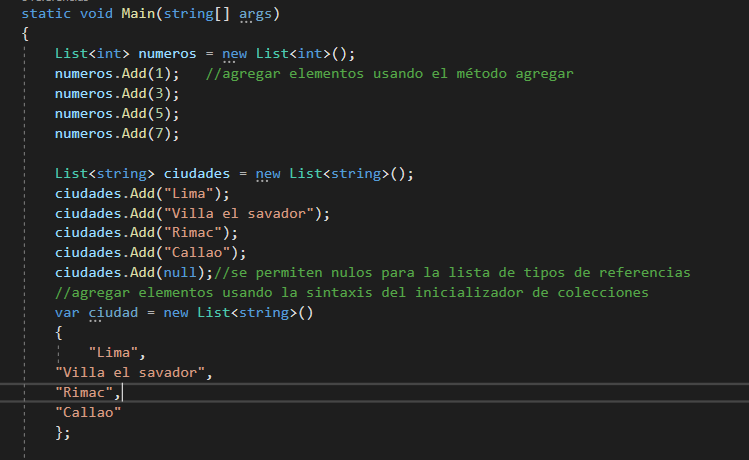 static void Main(string[] args)
{
List<int> numeros = new List<int>();
numeros.Add(1);   //agregar elementos usando el método agregar
numeros.Add(3);
numeros.Add(5);
numeros.Add(7);
List<string> ciudades = new List<string>();
ciudades.Add("Lima");
ciudades.Add("Villa el savador");
ciudades.Add("Rimac");
ciudades.Add("Callao");
ciudades.Add(null);//se permiten nulos para la lista de tipos de referencias
//agregar elementos usando la sintaxis del inicializador de colecciones
var ciudad = new List<string>()
{
"Lima",
"Villa el savador",
"Rimac",
"Callao"
};